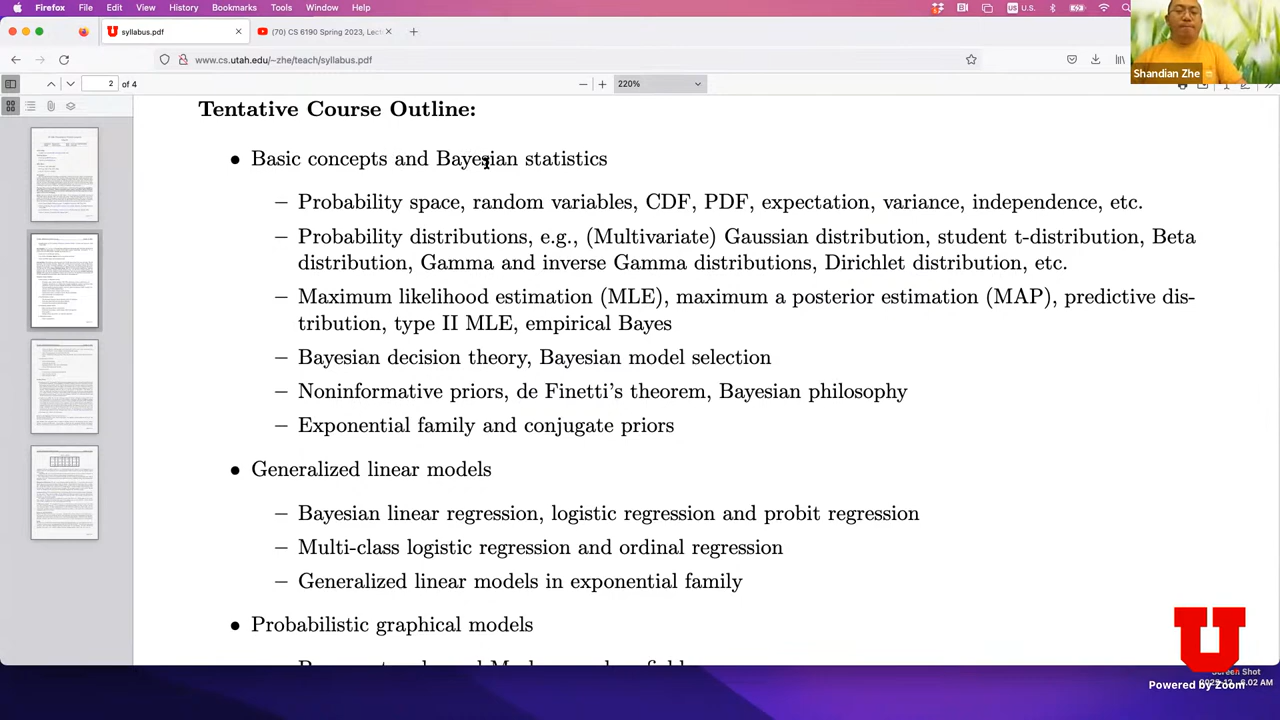 Firefox File Edit View History Bookmarks Tools Window Help
U.S.
syllabus.pdf
(70) CS 6190 Spring 2023, Lect
www.cs.utah.edu/~zhe/teach/syllabus.pdf
2 of 4
220%
Shandian Zhe
Tentative Course Outline:
• Basic concepts and Bayesian statistics
– Probability space, random variables, CDF, PDF, expectation, variance, independence, etc.
– Probability distributions, e.g., (Multivariate) Gaussian distribution, student t-distribution, Beta
distribution, Gamma and inverse Gamma distributions, Dirichlet distribution, etc.
– Maximum likelihood estimation (MLE), maximum a posterior estimation (MAP), predictive dis-
tribution, type II MLE, empirical Bayes
– Bayesian decision theory, Bayesian model selection
– Noninformative priors, de Finetti's theorem, Bayesian philosophy
– Exponential family and conjugate priors
• Generalized linear models
– Bayesian linear regression, logistic regression and probit regression
– Multi-class logistic regression and ordinal regression
– Generalized linear models in exponential family
• Probabilistic graphical models
U
Screen Shot
Powered by Zoom